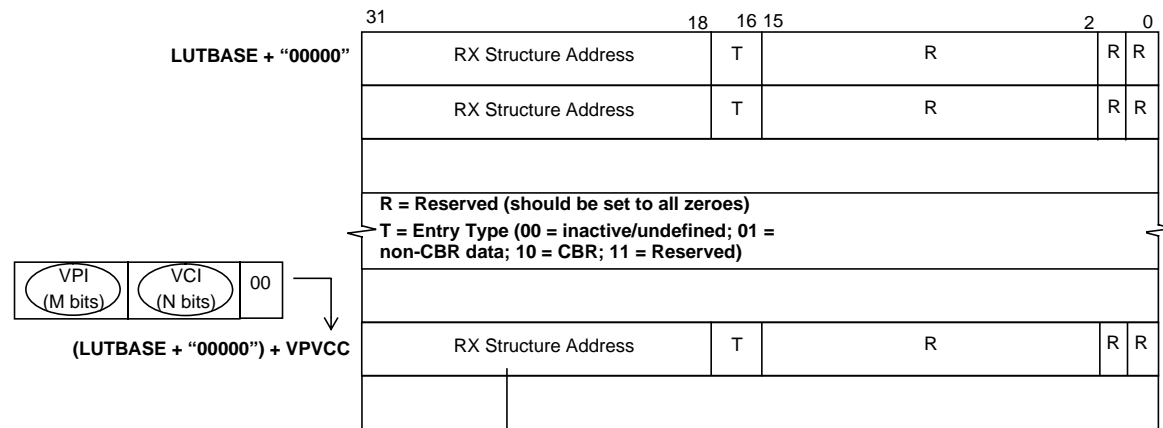 31 18 16 15 2 0
LUTBASE + “00000” RX Structure Address T R R R
RX Structure Address T R R R
R = Reserved (should be set to all zeroes)
T = Entry Type (00 = inactive/undefined; 01 =
non-CBR data; 10 = CBR; 11 = Reserved)
VPI VCI 00
(M bits) (N bits)
(LUTBASE + “00000”) + VPVCC RX Structure Address T R R R